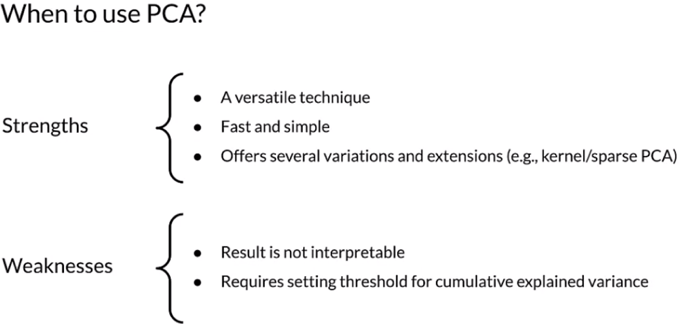 When to use PCA?
Strengths
● A versatile technique
● Fast and simple
● Offers several variations and extensions (e.g., kernel/sparse PCA)
Weaknesses
● Result is not interpretable
● Requires setting threshold for cumulative explained variance